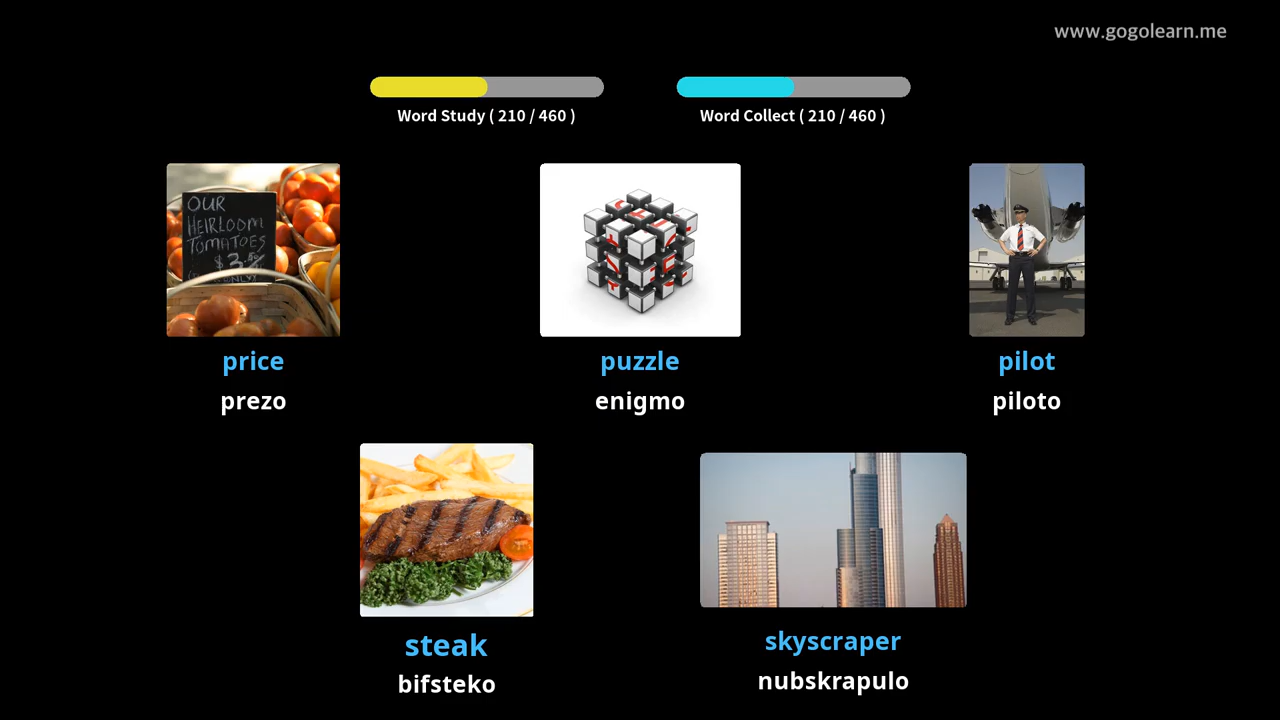 www.gogolearn.me
Word Study ( 210 / 460 )
Word Collect ( 210 / 460 )
OUR
HEIRLOOM
TOMATOES
price
puzzle
pilot
prezo
enigmo
piloto
steak
skyscraper
bifsteko
nubskrapulo